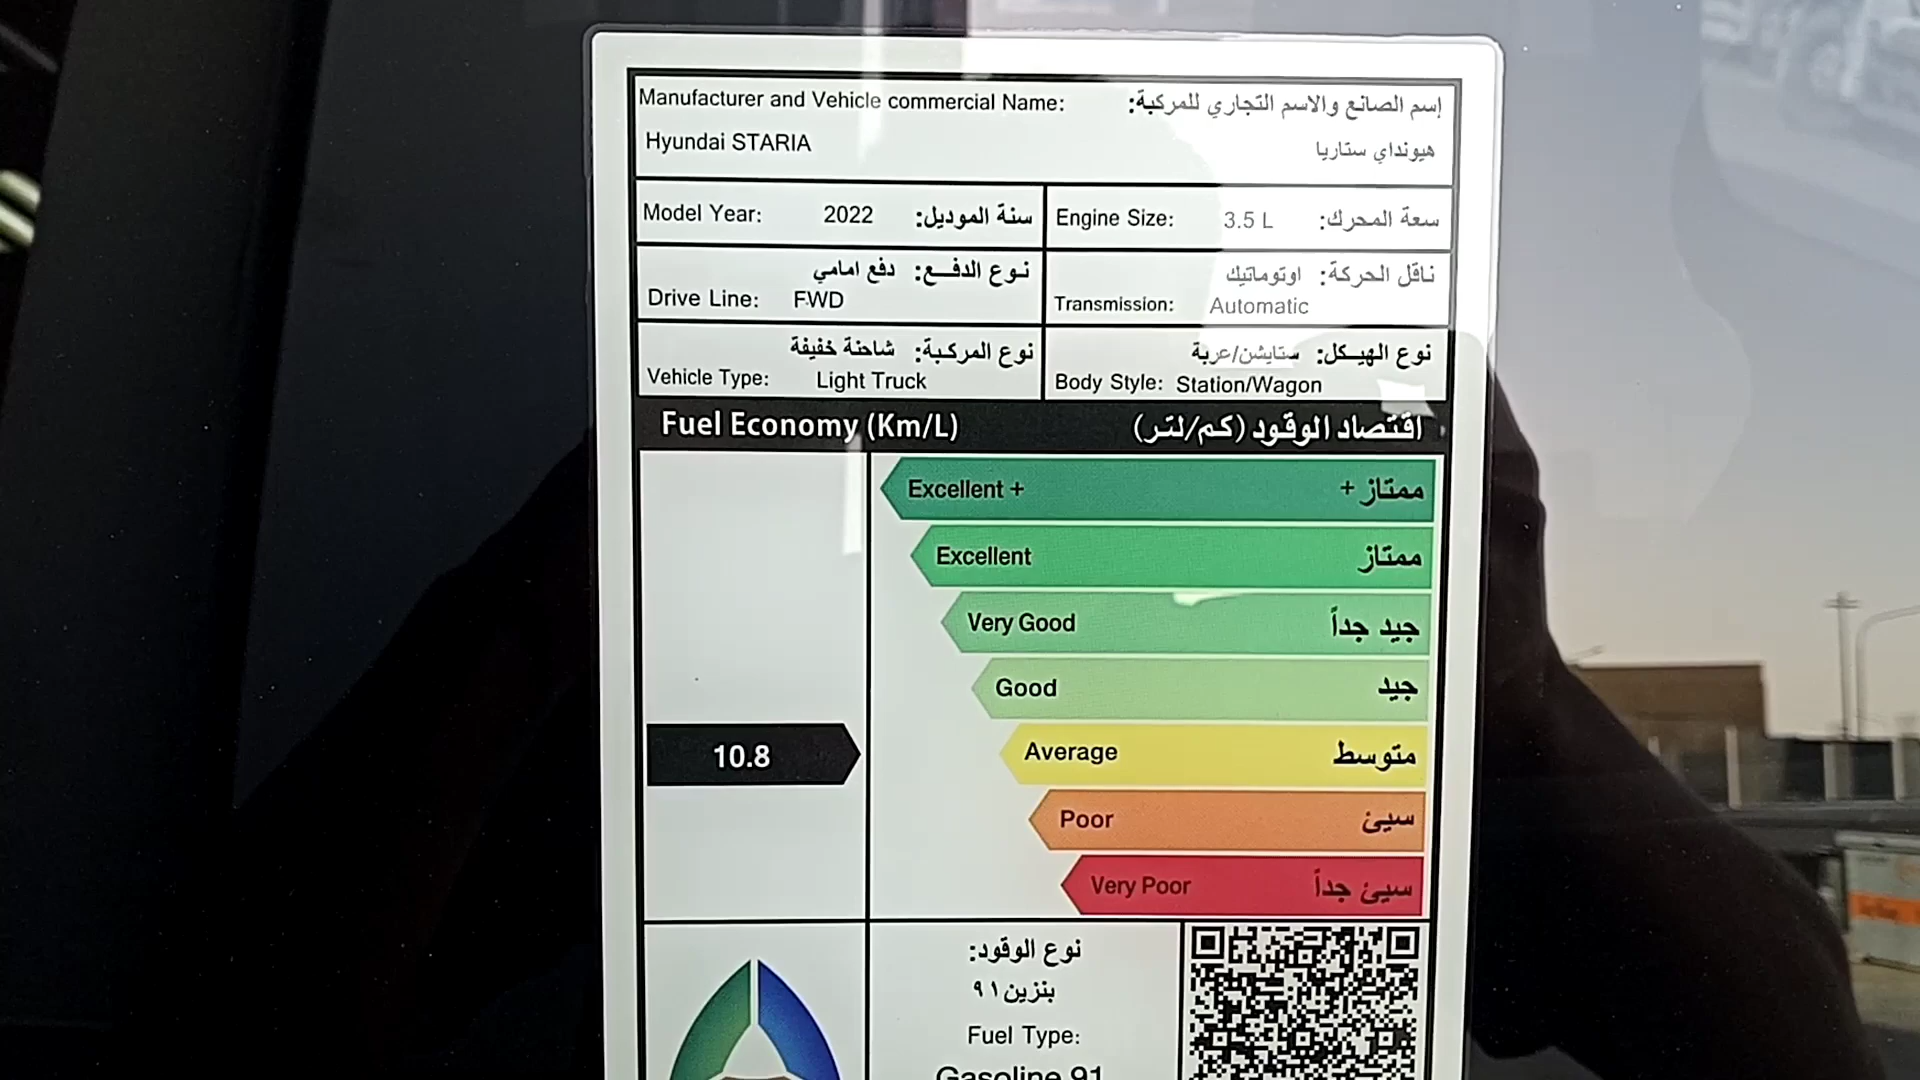 Manufacturer and Vehicle commercial Name: إسم الصانع والاسم التجاري للمركبة:
Hyundai STARIA هيونداي ستاريا
Model Year: 2022 سنة الموديل:
Engine Size: 3.5 L سعة المحرك:
نوع الدفع: دفع امامي
Drive Line: FWD
ناقل الحركة: اوتوماتيك
Transmission: Automatic
نوع المركبة: شاحنة خفيفة
Vehicle Type: Light Truck
نوع الهيكل: ستايشن/عربة
Body Style: Station/Wagon
Fuel Economy (Km/L) اقتصاد الوقود (كم/لتر)
Excellent + ممتاز +
Excellent ممتاز
Very Good جيد جداً
Good جيد
10.8
Average متوسط
Poor سيئ
Very Poor سيئ جداً
نوع الوقود:
بنزين ٩١
Fuel Type:
Gasoline 91